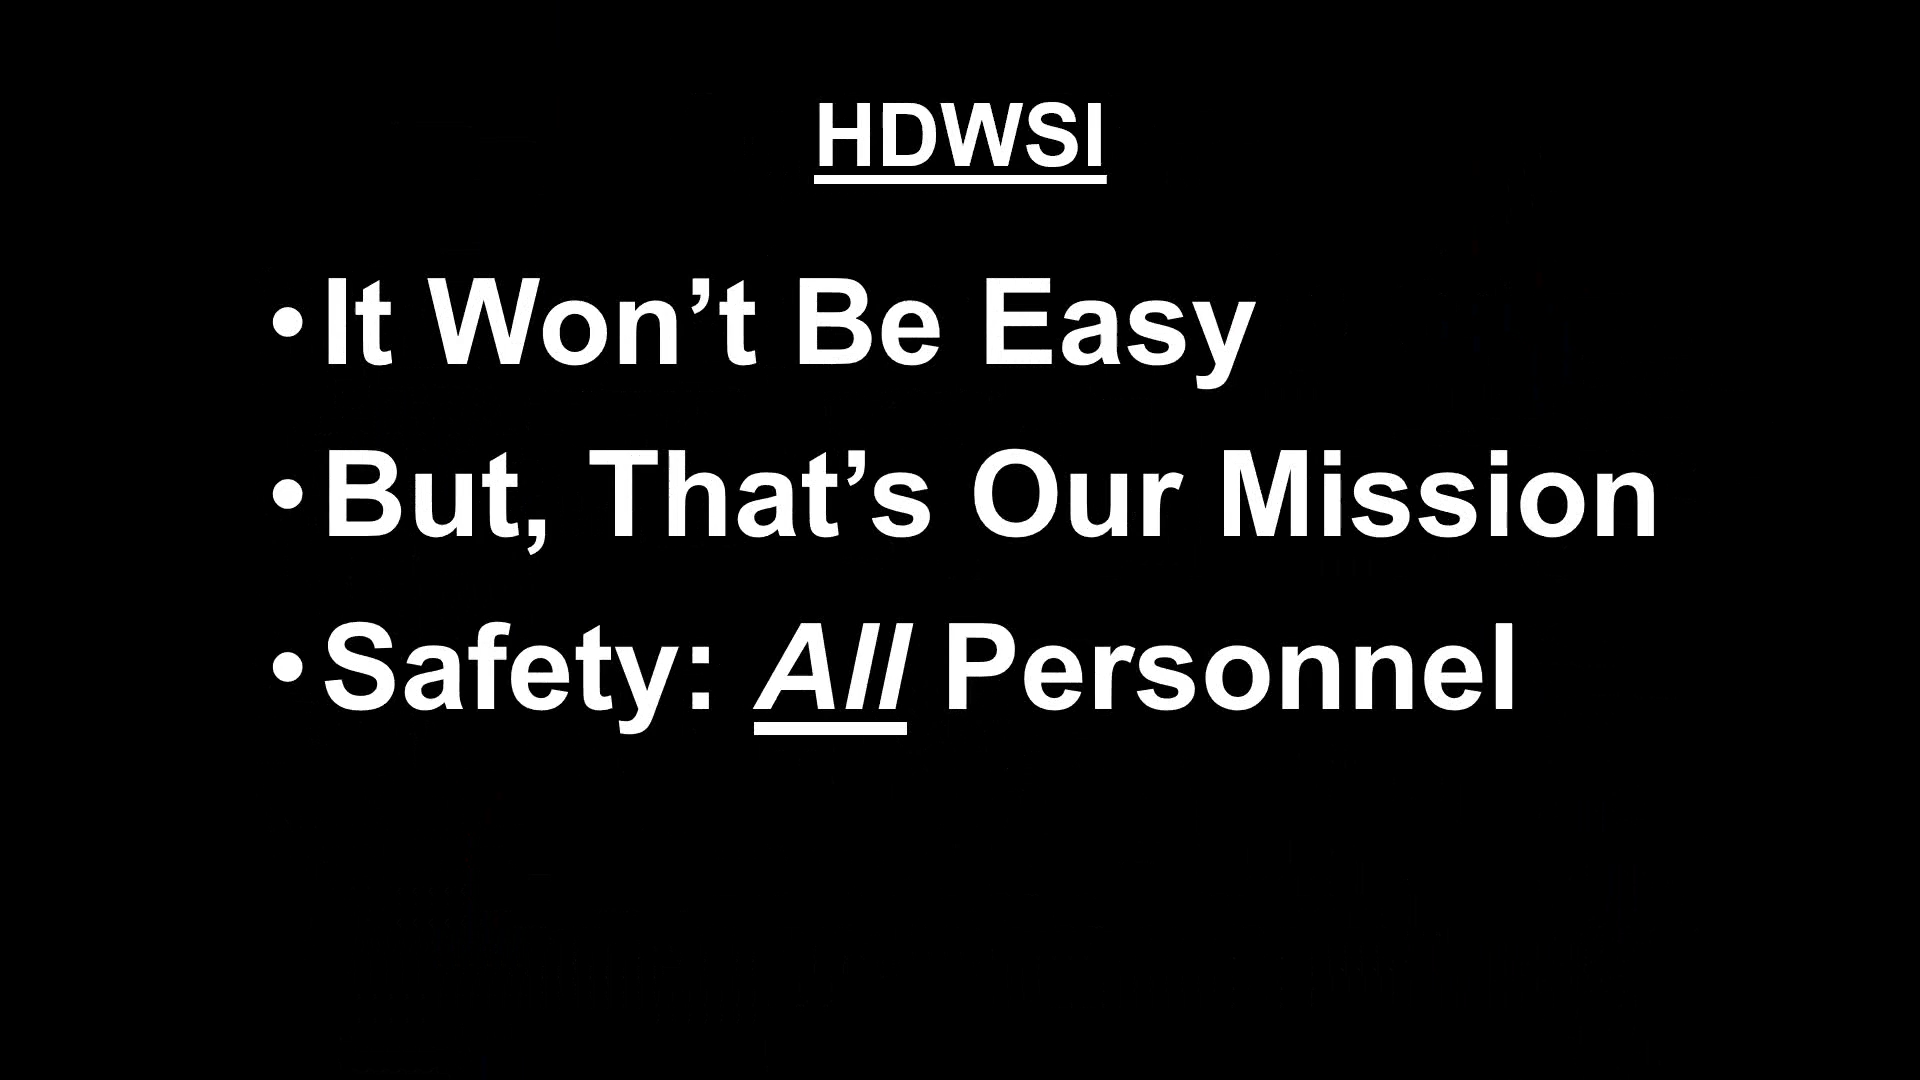 HDWSI
• It Won’t Be Easy
• But, That’s Our Mission
• Safety: All Personnel